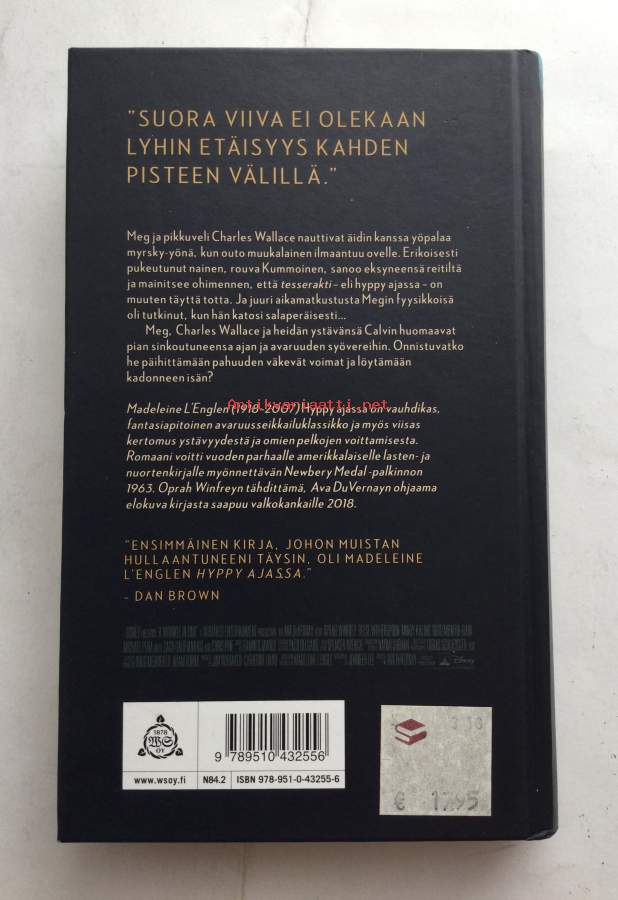 "SUORA VIIVA EI OLEKAAN
LYHIN ETÄISYYS KAHDEN
PISTEEN VÄLILLÄ."
Meg ja pikkuveli Charles Wallace nauttivat äidin kanssa yöpalaa
myrsky-yönä, kun outo muukalainen ilmaantuu ovelle. Erikoisesti
pukeutunut nainen, rouva Kummoinen, sanoo eksyneensä reitiltä
ja mainitsee ohimennen, että tesserakti – eli hyppy ajassa – on
muuten täyttä totta. Ja juuri aikamatkustusta Megin fyysikkoisä
oli tutkinut, kun hän katosi salaperäisesti...
Meg, Charles Wallace ja heidän ystävänsä Calvin huomaavat
pian sinkoutuneensa ajan ja avaruuden syövereihin. Onnistuvatko
he päihittämään pahuuden väkevät voimat ja löytämään
kadonneen isän?
Antikvariaatti.net
Madeleine L'Englen (1918–2007) Hyppy ajassa on vauhdikas,
fantasiapitoinen avaruusseikkailuklassikko ja myös viisas
kertomus ystävyydestä ja omien pelkojen voittamisesta.
Romaani voitti vuoden parhaalle amerikkalaiselle lasten- ja
nuortenkirjalle myönnettävän Newbery Medal -palkinnon
1963. Oprah Winfreyn tähdittämä, Ava DuVernayn ohjaama
elokuva kirjasta saapuu valkokankaille 2018.
"ENSIMMÄINEN KIRJA, JOHON MUISTAN
HULLAANTUNEENI TÄYSIN, OLI MADELEINE
L'ENGLEN HYPPY AJASSA."
– DAN BROWN
Disney
1878
WS
OY
9 789510 432556
www.wsoy.fi
N84.2
ISBN 978-951-0-43255-6
€ 17.95